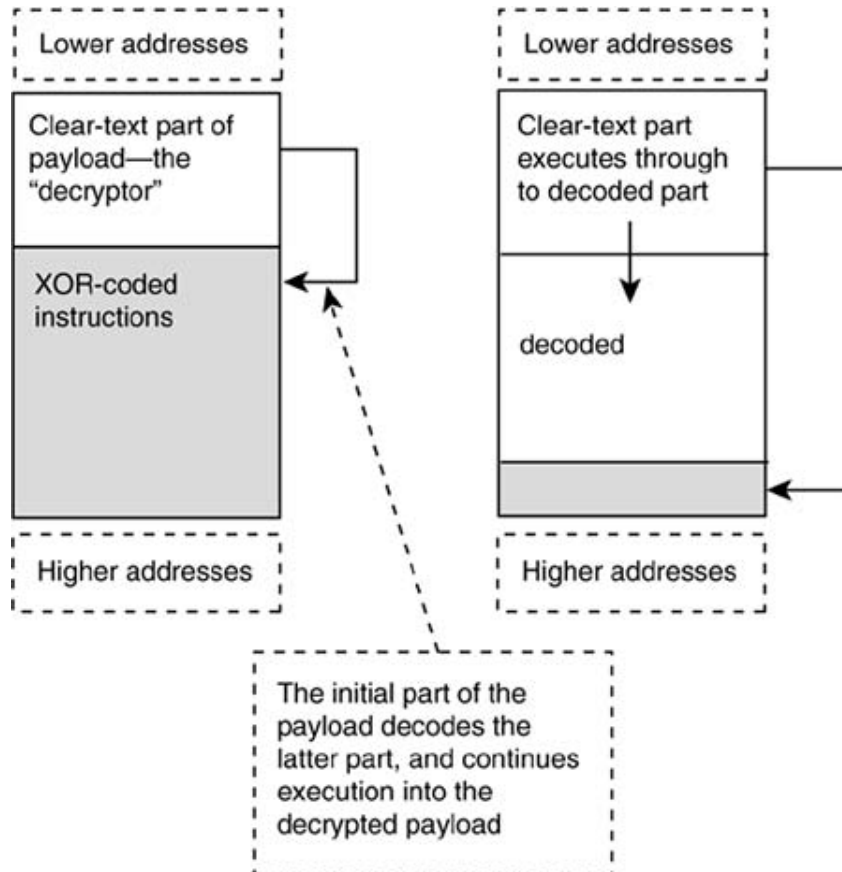 Lower addresses
Clear-text part of
payload—the
“decryptor”
XOR-coded
instructions
Higher addresses
Lower addresses
Clear-text part
executes through
to decoded part
decoded
Higher addresses
The initial part of the
payload decodes the
latter part, and continues
execution into the
decrypted payload